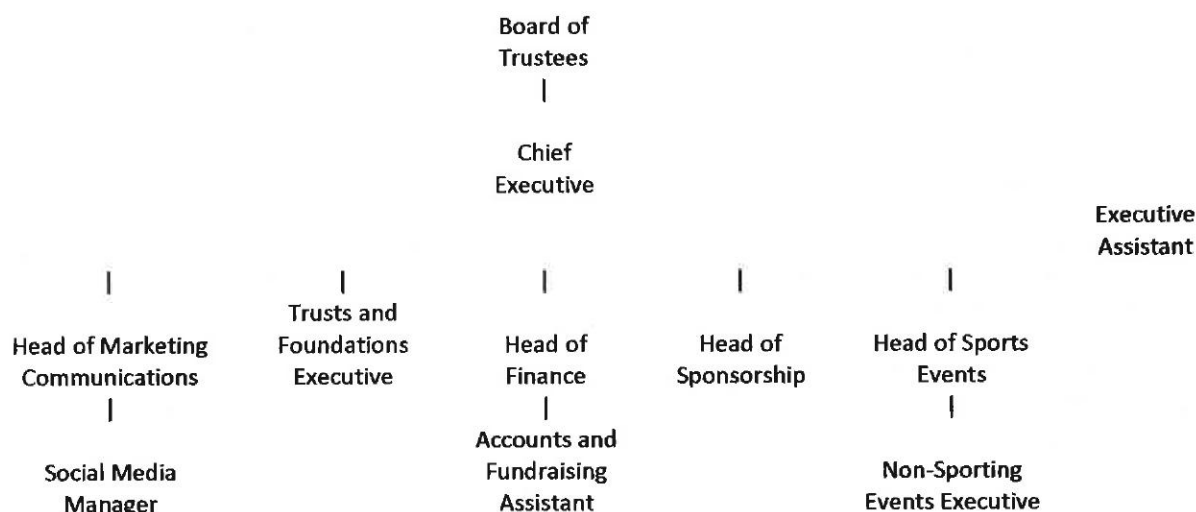 Board of
Trustees
Chief
Executive
Executive
Assistant
Head of Marketing
Communications
Trusts and
Foundations
Executive
Head of
Finance
Head of
Sponsorship
Head of Sports
Events
Social Media
Manager
Accounts and
Fundraising
Assistant
Non-Sporting
Events Executive